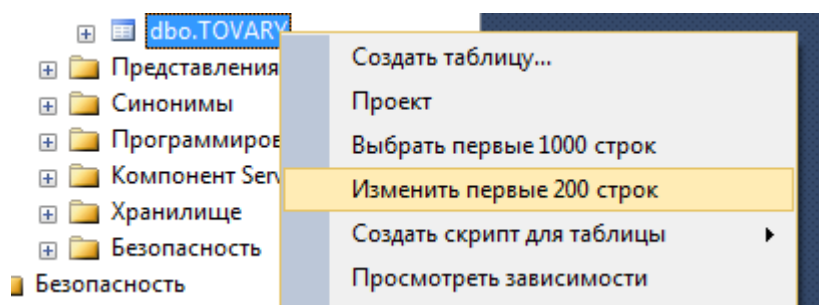 dbo.TOVARY
Представления
Синонимы
Программиров
Компонент Serv
Хранилище
Безопасность
Безопасность
Создать таблицу...
Проект
Выбрать первые 1000 строк
Изменить первые 200 строк
Создать скрипт для таблицы
Просмотреть зависимости